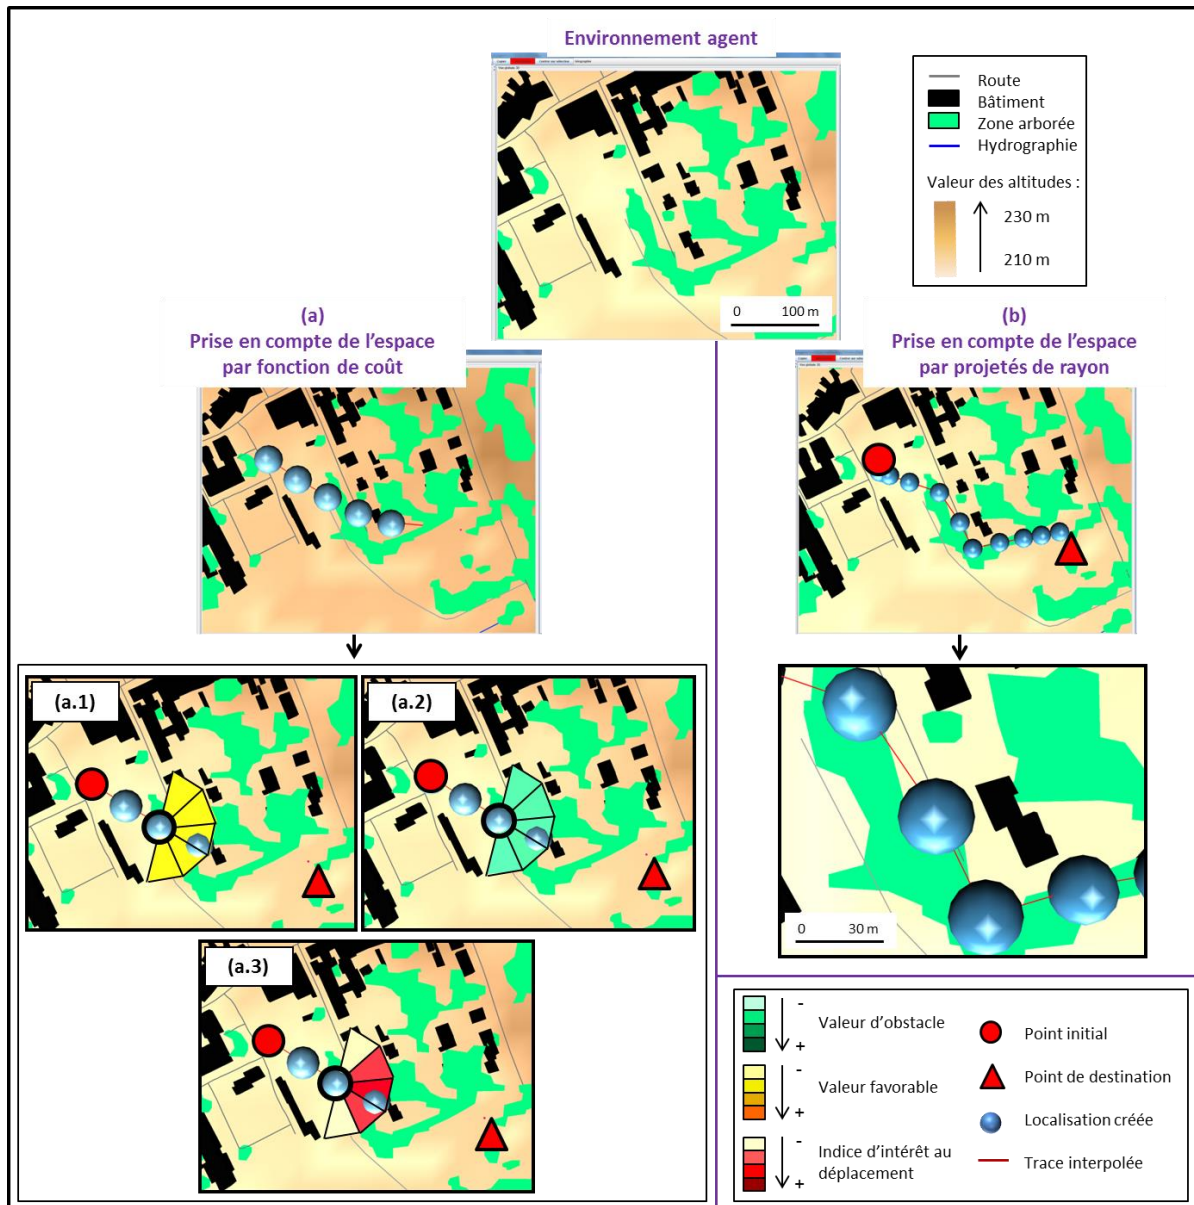 Environnement agent
Route
Bâtiment
Zone arborée
Hydrographie
Valeur des altitudes :
230 m
210 m
0 100 m
(a)
Prise en compte de l’espace
par fonction de coût
(b)
Prise en compte de l’espace
par projetés de rayon
(a.1)
(a.2)
(a.3)
0 30 m
-
Valeur d’obstacle
+
-
Valeur favorable
+
-
Indice d’intérêt au
déplacement
+
Point initial
Point de destination
Localisation créée
Trace interpolée